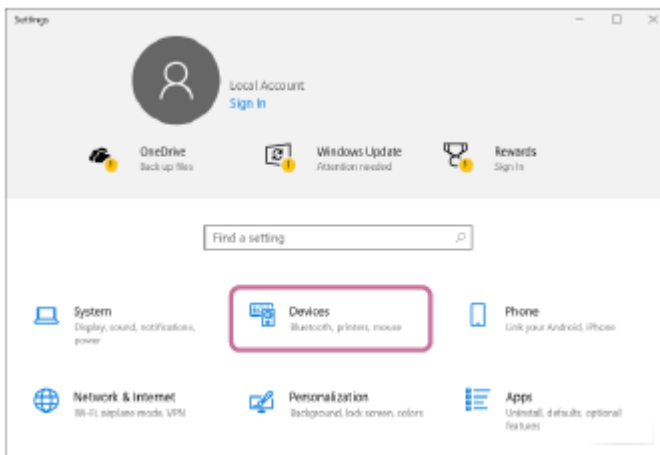 Settings
Local Account
Sign In
OneDrive
Back up files
Windows Update
Attention needed
Rewards
Sign In
Find a setting
System
Display, sound, notifications,
power
Devices
Bluetooth, printers, mouse
Phone
Link your Android, iPhone
Network & Internet
Wi-Fi, airplane mode, VPN
Personalization
Background, lock screen, colors
Apps
Uninstall, defaults, optional
features